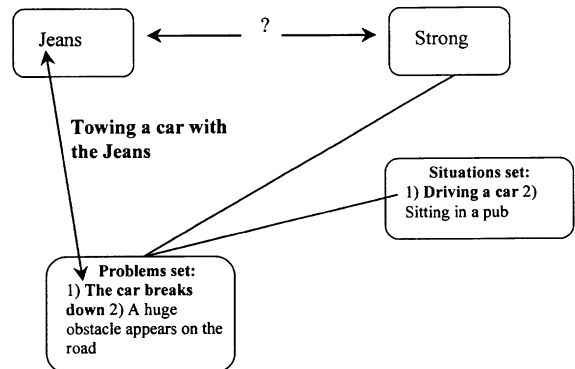 Jeans
?
Strong
Towing a car with
the Jeans
Situations set:
1) Driving a car 2)
Sitting in a pub
Problems set:
1) The car breaks
down 2) A huge
obstacle appears on the
road